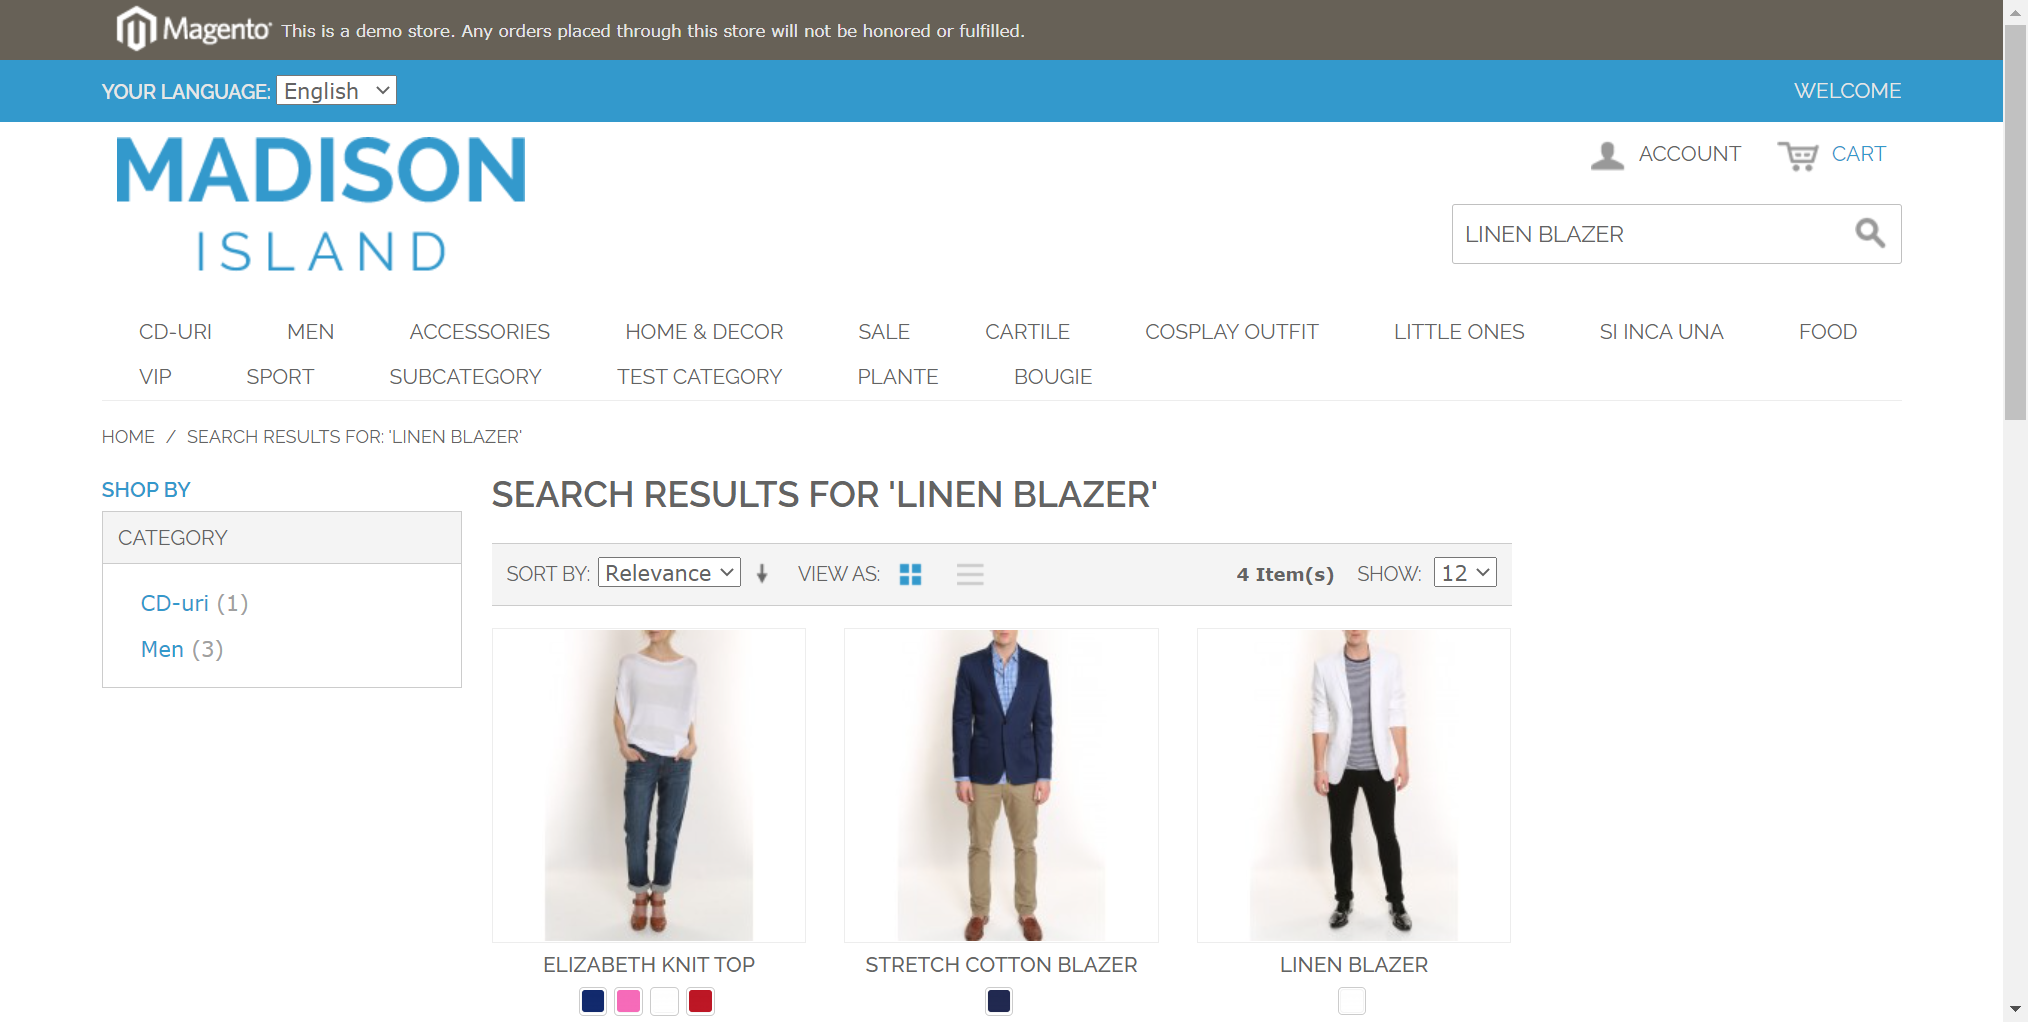 Magento This is a demo store. Any orders placed through this store will not be honored or fulfilled.
YOUR LANGUAGE: English WELCOME
MADISON
ISLAND
ACCOUNT CART
LINEN BLAZER
CD-URI MEN ACCESSORIES HOME & DECOR SALE CARTILE COSPLAY OUTFIT LITTLE ONES SI INCA UNA FOOD
VIP SPORT SUBCATEGORY TEST CATEGORY PLANTE BOUGIE
HOME / SEARCH RESULTS FOR: 'LINEN BLAZER'
SHOP BY
CATEGORY
CD-uri (1)
Men (3)
SEARCH RESULTS FOR 'LINEN BLAZER'
SORT BY: Relevance VIEW AS: 4 Item(s) SHOW: 12
ELIZABETH KNIT TOP
STRETCH COTTON BLAZER
LINEN BLAZER